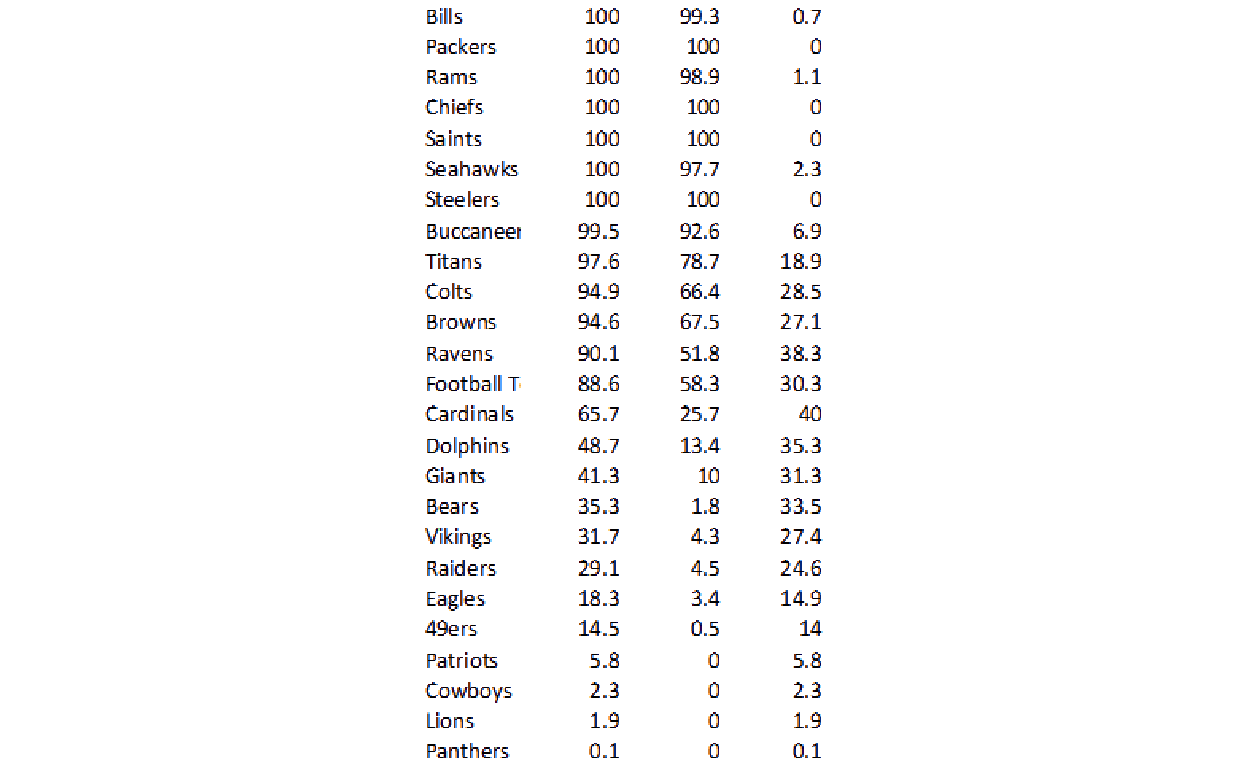 Bills 100 99.3 0.7
Packers 100 100 0
Rams 100 98.9 1.1
Chiefs 100 100 0
Saints 100 100 0
Seahawks 100 97.7 2.3
Steelers 100 100 0
Buccaneer 99.5 92.6 6.9
Titans 97.6 78.7 18.9
Colts 94.9 66.4 28.5
Browns 94.6 67.5 27.1
Ravens 90.1 51.8 38.3
Football T 88.6 58.3 30.3
Cardinals 65.7 25.7 40
Dolphins 48.7 13.4 35.3
Giants 41.3 10 31.3
Bears 35.3 1.8 33.5
Vikings 31.7 4.3 27.4
Raiders 29.1 4.5 24.6
Eagles 18.3 3.4 14.9
49ers 14.5 0.5 14
Patriots 5.8 0 5.8
Cowboys 2.3 0 2.3
Lions 1.9 0 1.9
Panthers 0.1 0 0.1